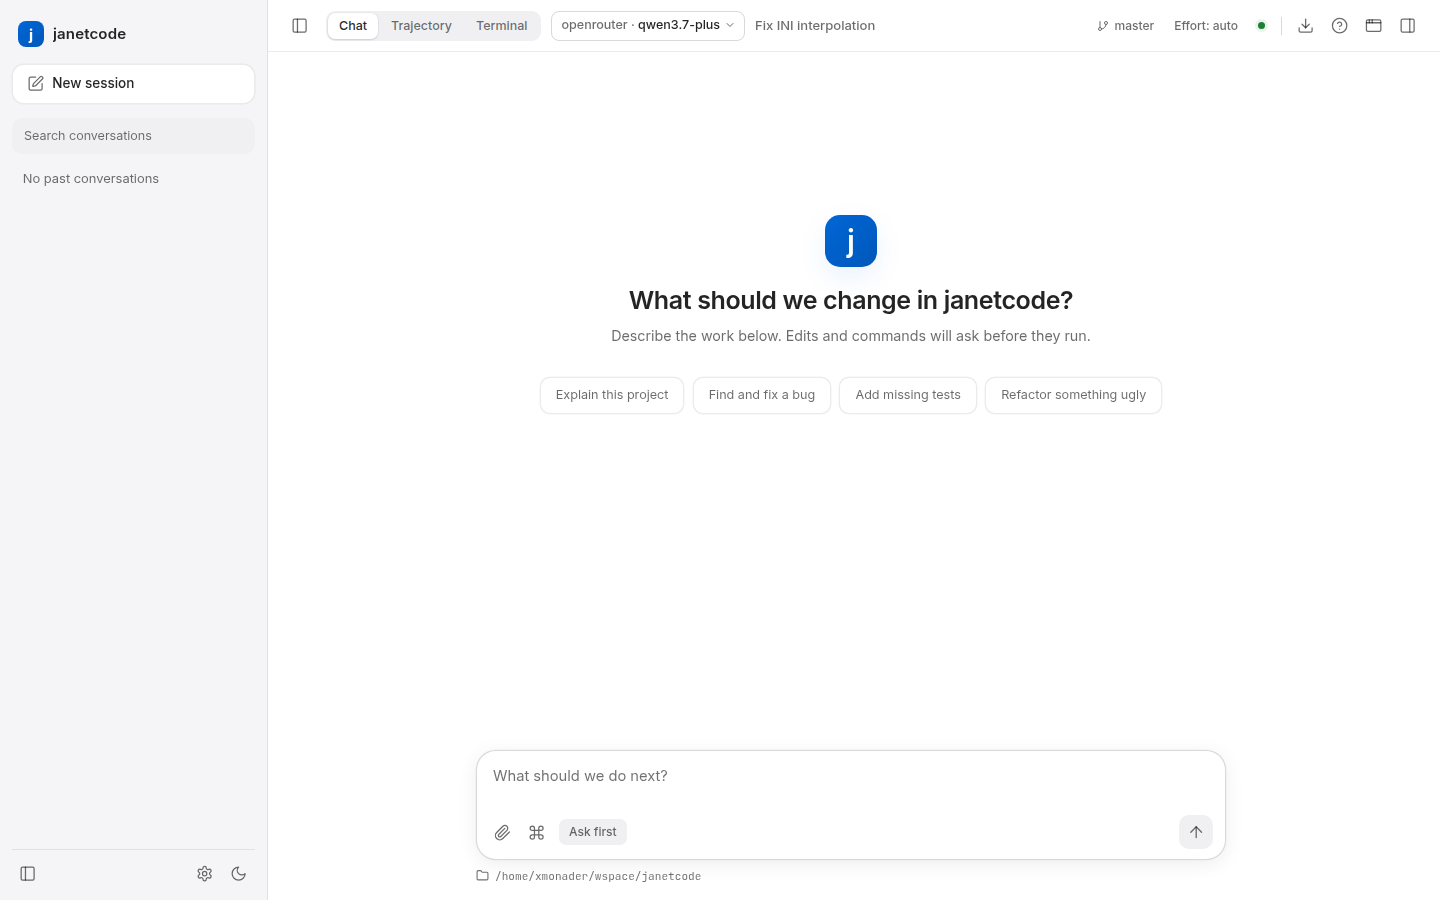 j janetcode
New session
Search conversations
No past conversations
Chat Trajectory Terminal openrouter · qwen3.7-plus Fix INI interpolation master Effort: auto
j
What should we change in janetcode?
Describe the work below. Edits and commands will ask before they run.
Explain this project Find and fix a bug Add missing tests Refactor something ugly
What should we do next?
Ask first
/home/xmonader/wspace/janetcode